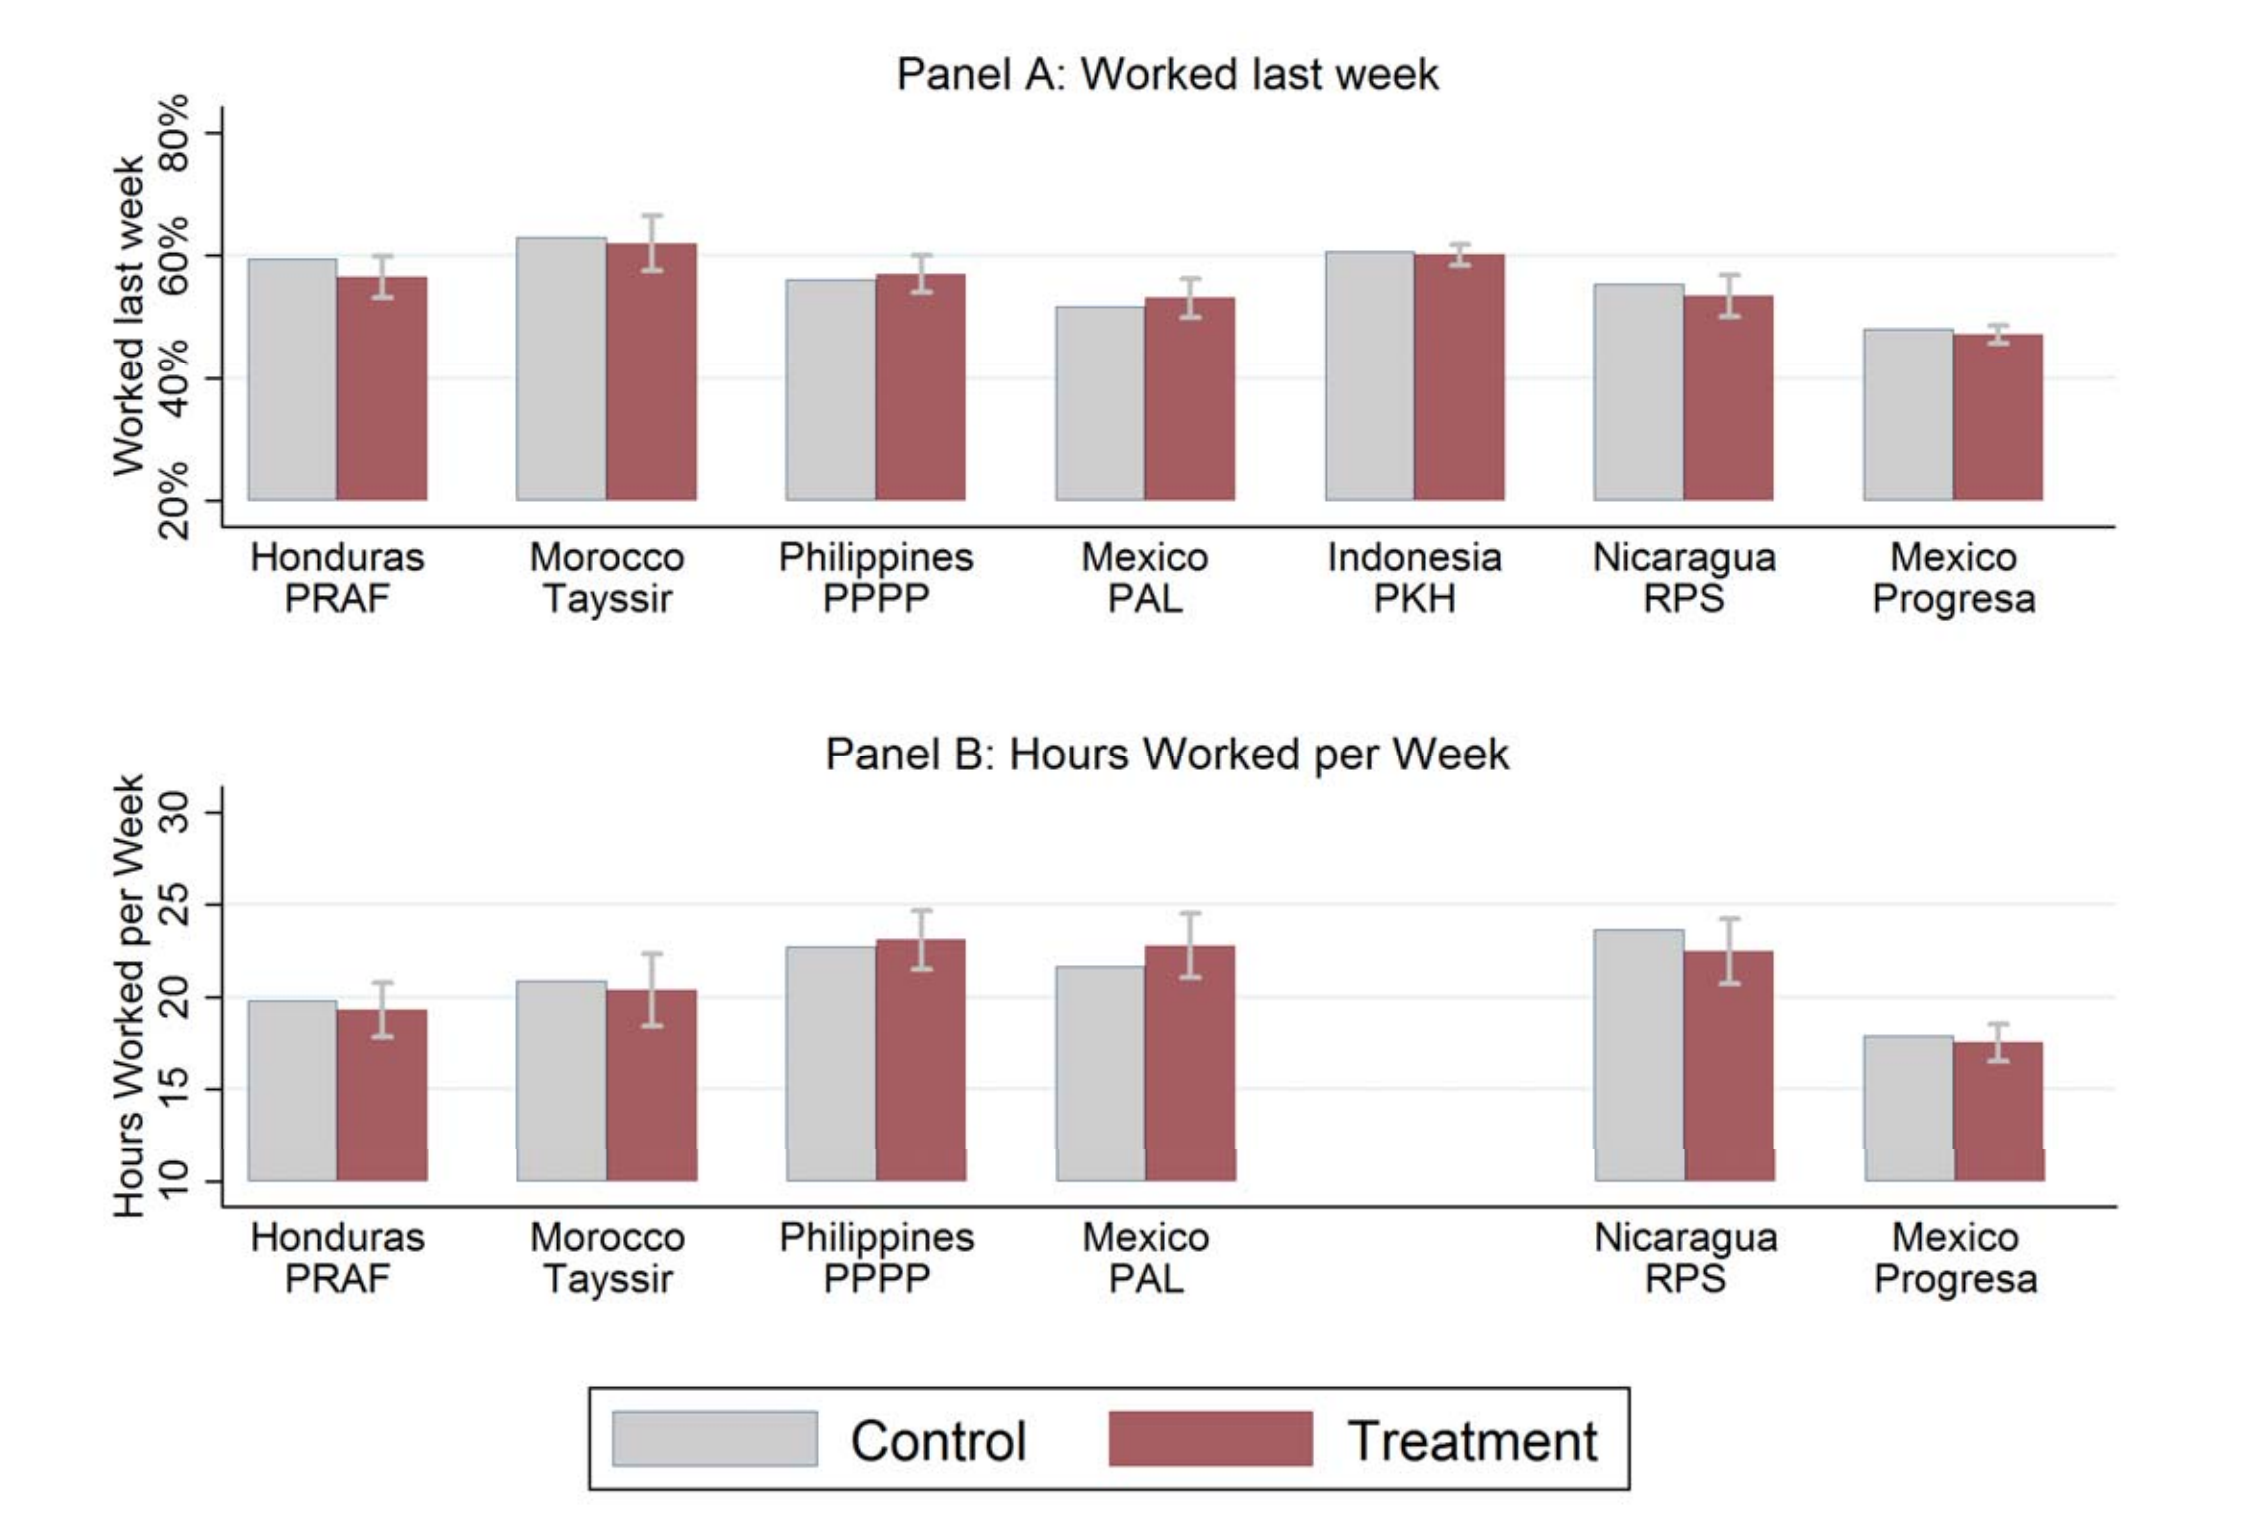 Panel A: Worked last week
Worked last week
80%
60%
40%
20%
Honduras Morocco Philippines Mexico Indonesia Nicaragua Mexico
PRAF Tayssir PPPP PAL PKH RPS Progresa
Panel B: Hours Worked per Week
Hours Worked per Week
30
25
20
15
10
Honduras Morocco Philippines Mexico Nicaragua Mexico
PRAF Tayssir PPPP PAL RPS Progresa
Control Treatment